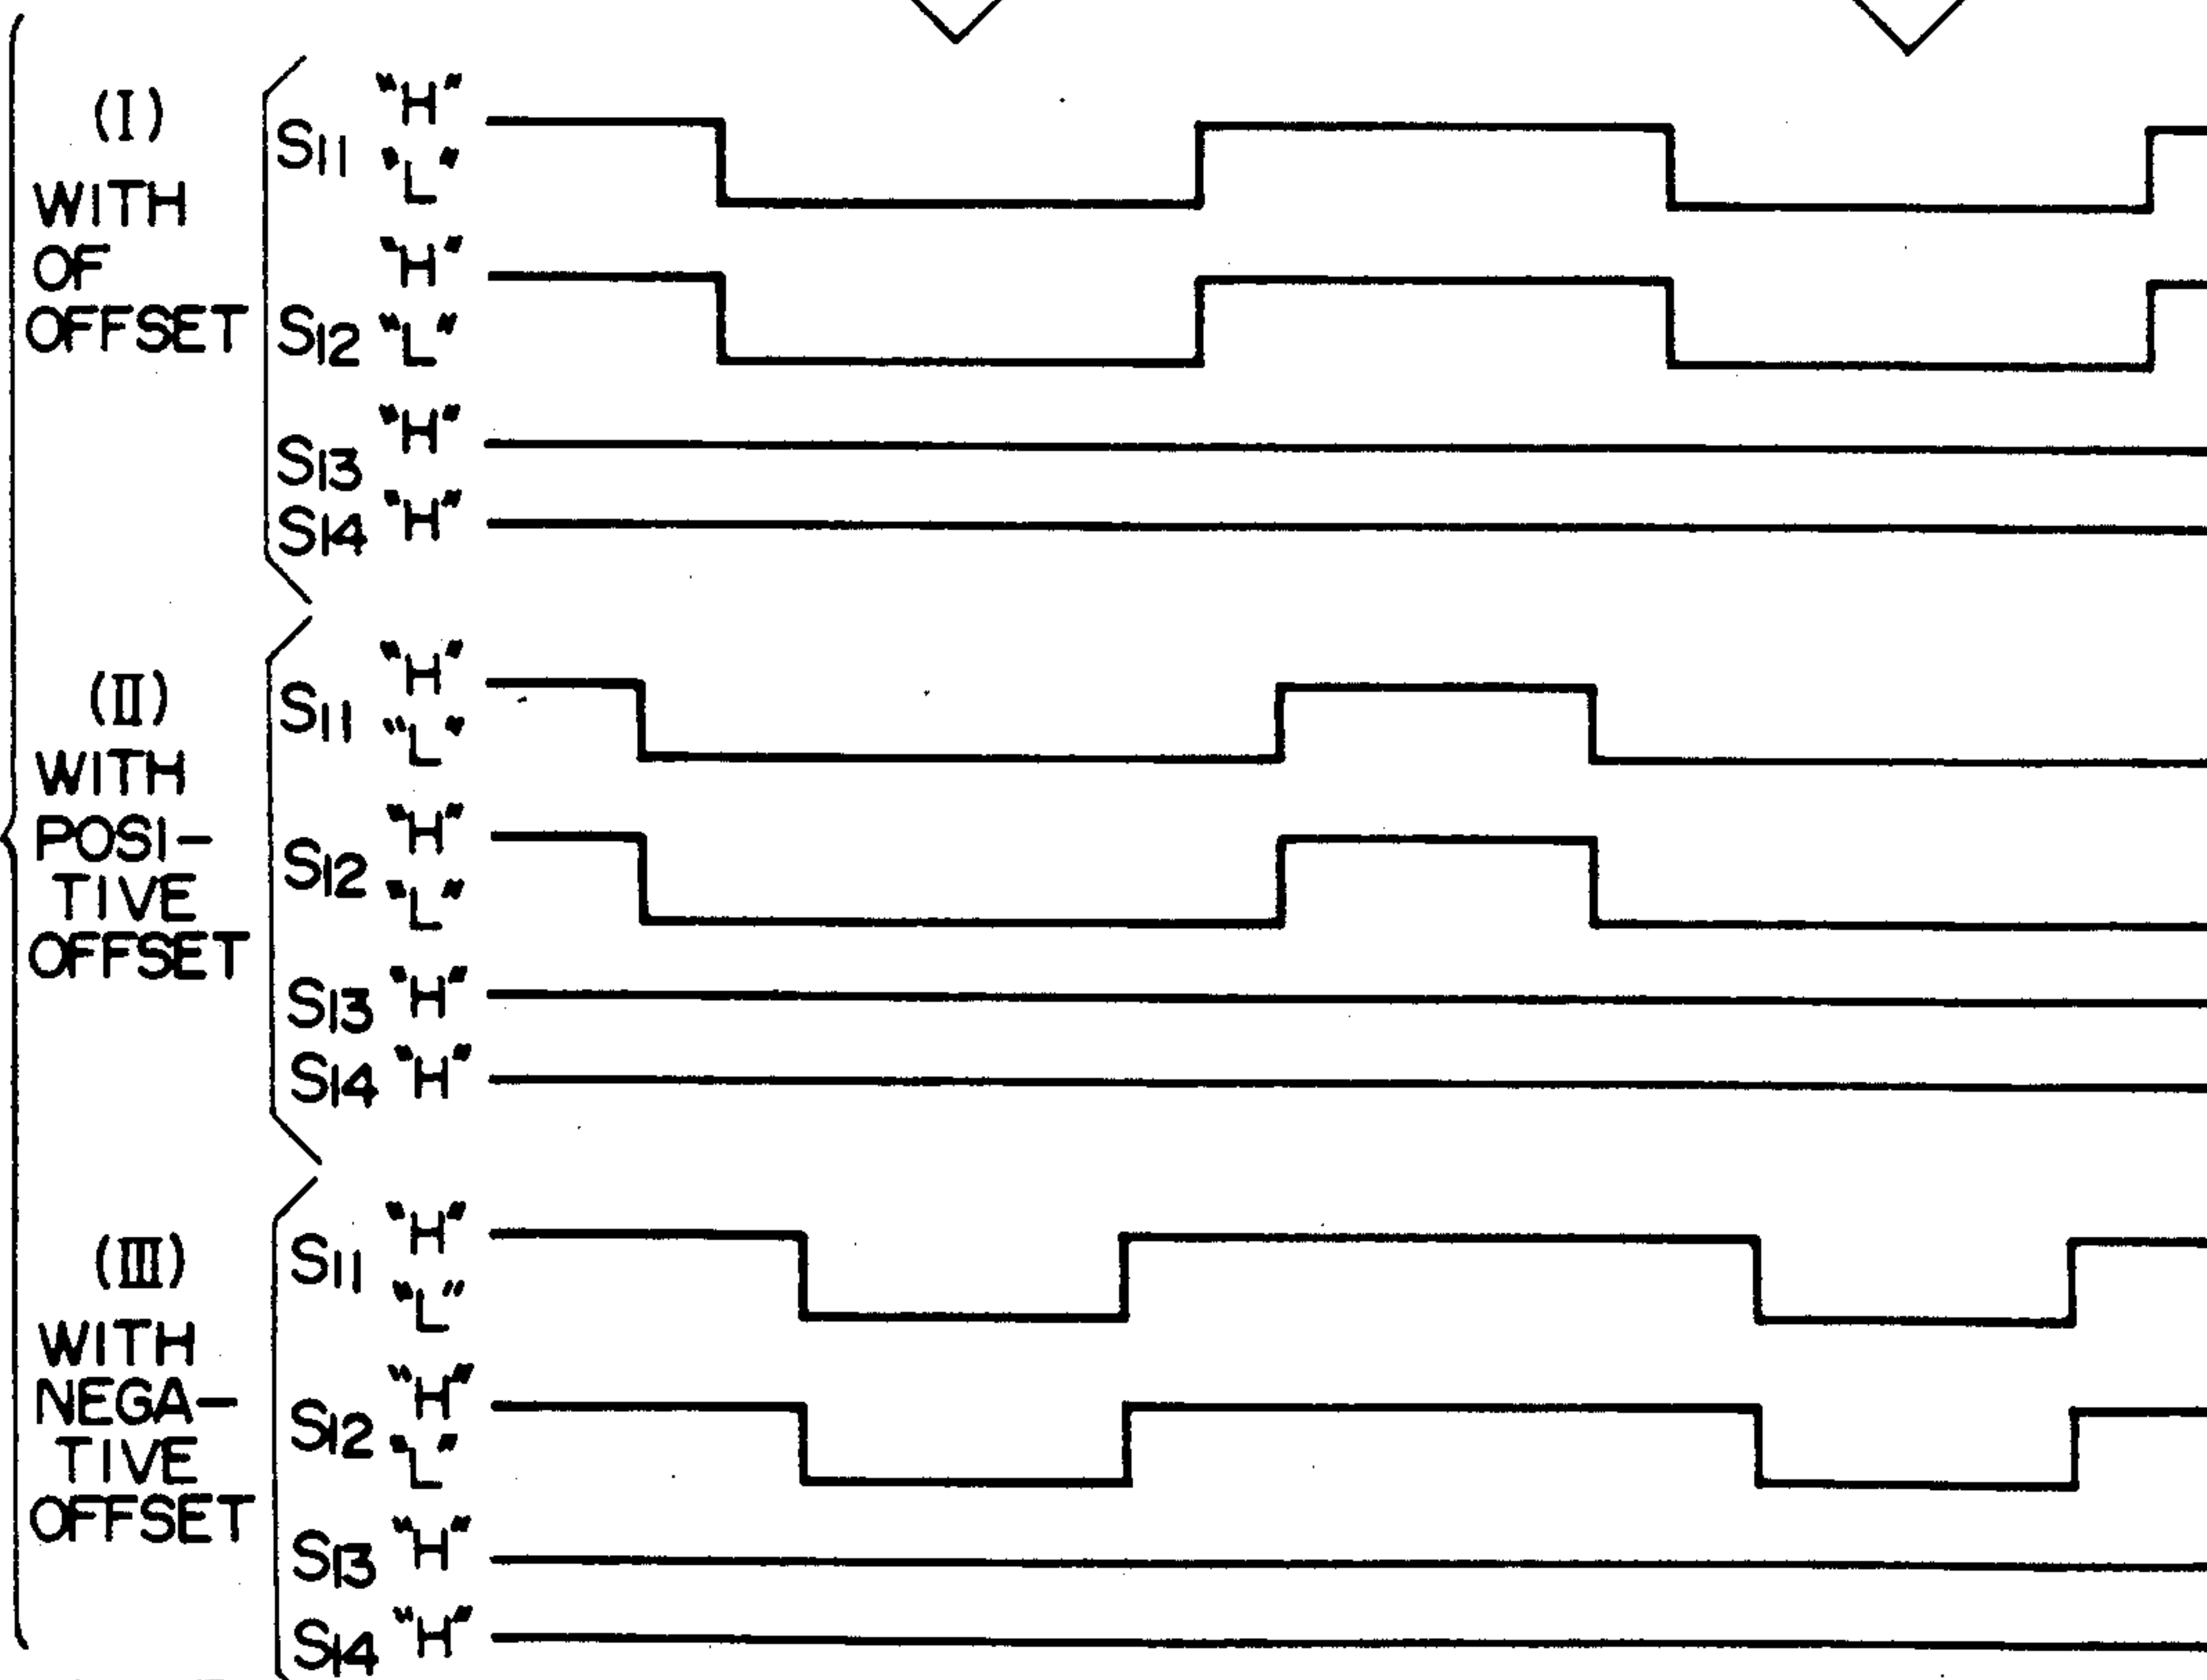 (I)
WITH
OF
OFFSET
S11 "H"
"L"
S12 "H"
"L"
S13 "H"
S14 "H"
(II)
WITH
POSI-
TIVE
OFFSET
S11 "H"
"L"
S12 "H"
"L"
S13 "H"
S14 "H"
(III)
WITH
NEGA-
TIVE
OFFSET
S11 "H"
"L"
S12 "H"
"L"
S13 "H"
S14 "H"